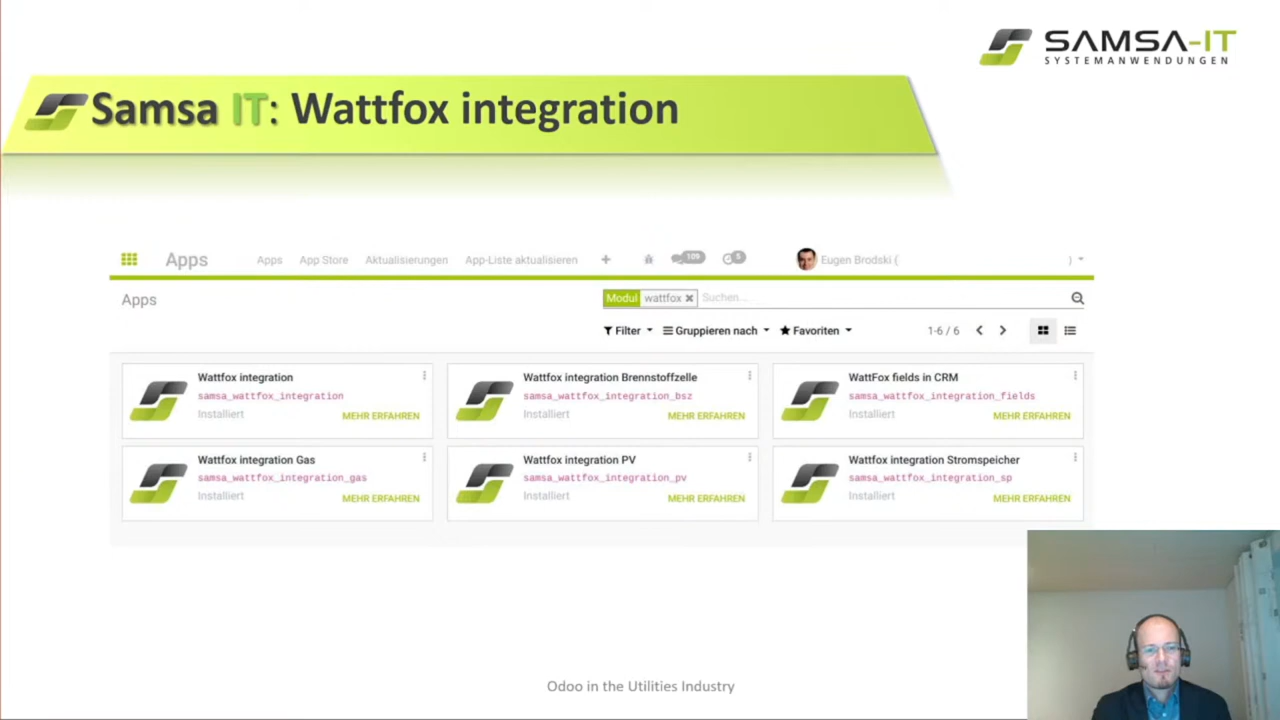 SAMSA-IT
SYSTEMANWENDUNGEN
Samsa IT: Wattfox integration
Apps Apps App Store Aktualisierungen App-Liste aktualisieren + 109 5 Eugen Brodski ( )
Apps Modul wattfox Suchen...
Filter Gruppieren nach Favoriten 1-6 / 6
Wattfox integration
samsa_wattfox_integration
Installiert MEHR ERFAHREN
Wattfox integration Brennstoffzelle
samsa_wattfox_integration_bsz
Installiert MEHR ERFAHREN
WattFox fields in CRM
samsa_wattfox_integration_fields
Installiert MEHR ERFAHREN
Wattfox integration Gas
samsa_wattfox_integration_gas
Installiert MEHR ERFAHREN
Wattfox integration PV
samsa_wattfox_integration_pv
Installiert MEHR ERFAHREN
Wattfox integration Stromspeicher
samsa_wattfox_integration_sp
Installiert MEHR ERFAHREN
Odoo in the Utilities Industry